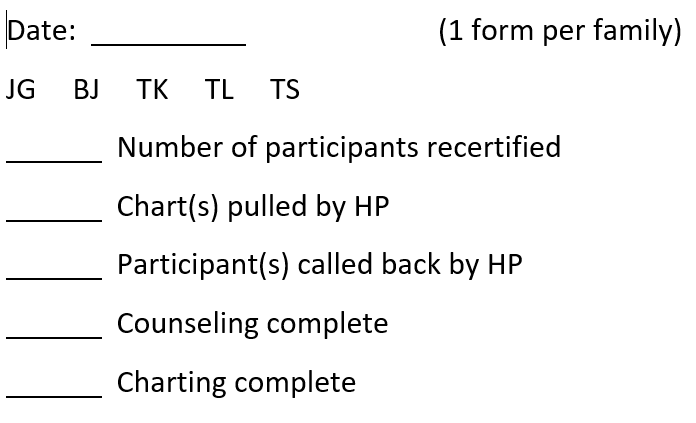 Date: ___________ (1 form per family)
JG BJ TK TL TS
_______ Number of participants recertified
_______ Chart(s) pulled by HP
_______ Participant(s) called back by HP
_______ Counseling complete
_______ Charting complete